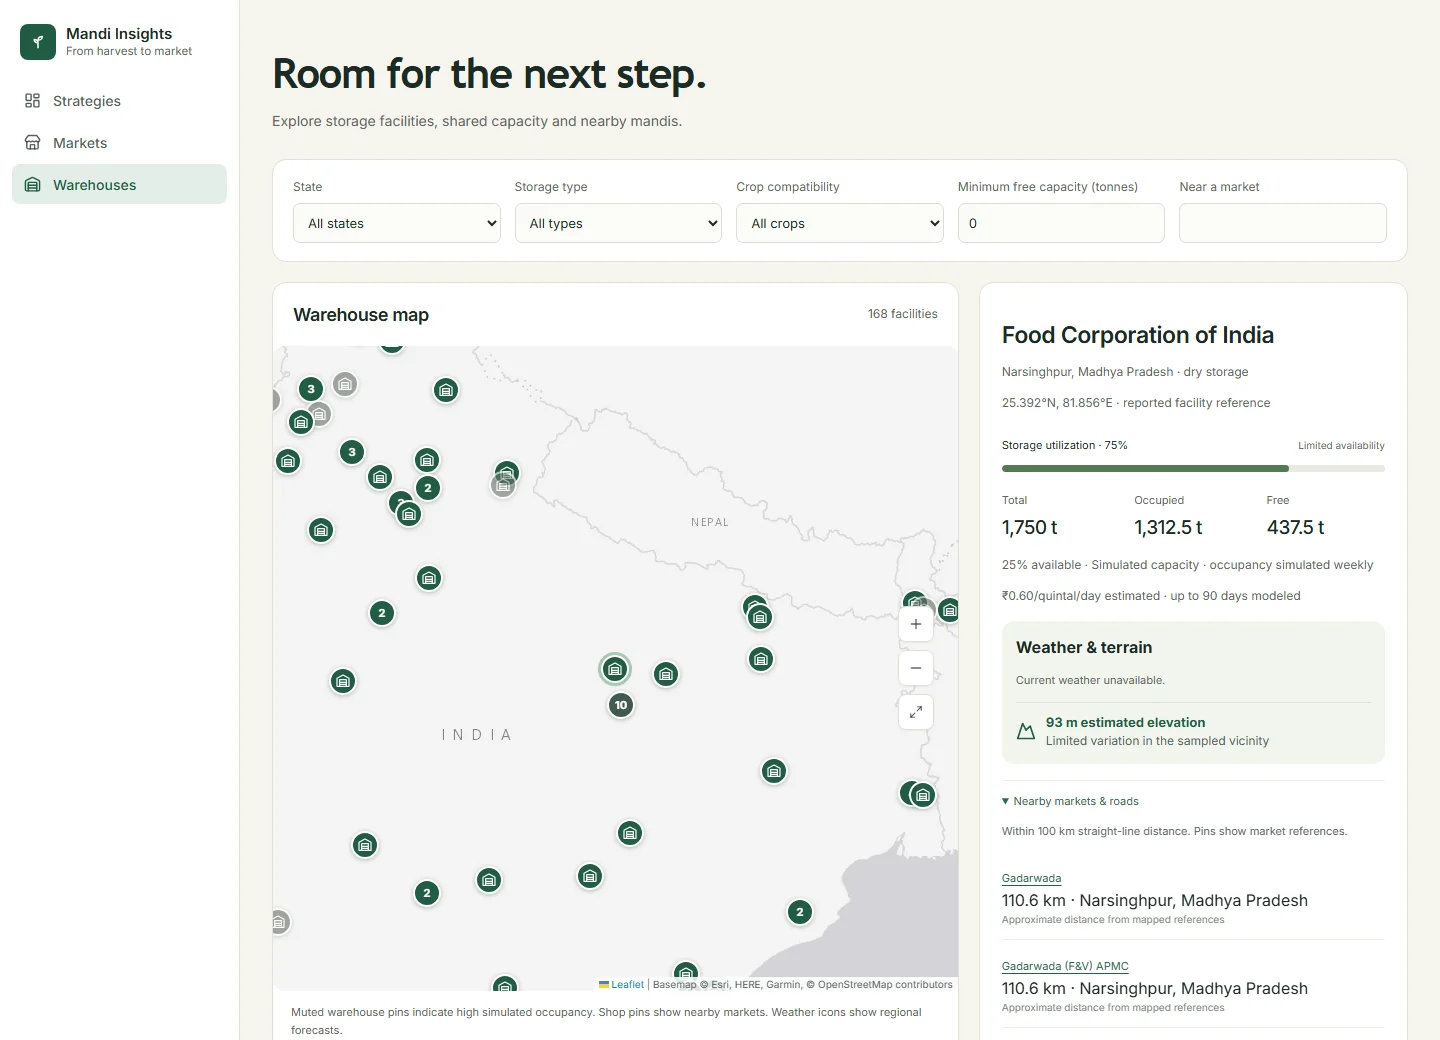 Mandi Insights
From harvest to market
Strategies
Markets
Warehouses
Room for the next step.
Explore storage facilities, shared capacity and nearby mandis.
State
Storage type
Crop compatibility
Minimum free capacity (tonnes)
Near a market
All states
All types
All crops
0
Warehouse map
168 facilities
3
3
2
2
NEPAL
2
10
INDIA
2
2
+
−
Leaflet | Basemap © Esri, HERE, Garmin, © OpenStreetMap contributors
Muted warehouse pins indicate high simulated occupancy. Shop pins show nearby markets. Weather icons show regional
forecasts.
Food Corporation of India
Narsinghpur, Madhya Pradesh · dry storage
25.392°N, 81.856°E · reported facility reference
Storage utilization · 75%
Limited availability
Total
Occupied
Free
1,750 t
1,312.5 t
437.5 t
25% available · Simulated capacity · occupancy simulated weekly
₹0.60/quintal/day estimated · up to 90 days modeled
Weather & terrain
Current weather unavailable.
93 m estimated elevation
Limited variation in the sampled vicinity
▼ Nearby markets & roads
Within 100 km straight-line distance. Pins show market references.
Gadarwada
110.6 km · Narsinghpur, Madhya Pradesh
Approximate distance from mapped references
Gadarwada (F&V) APMC
110.6 km · Narsinghpur, Madhya Pradesh
Approximate distance from mapped references